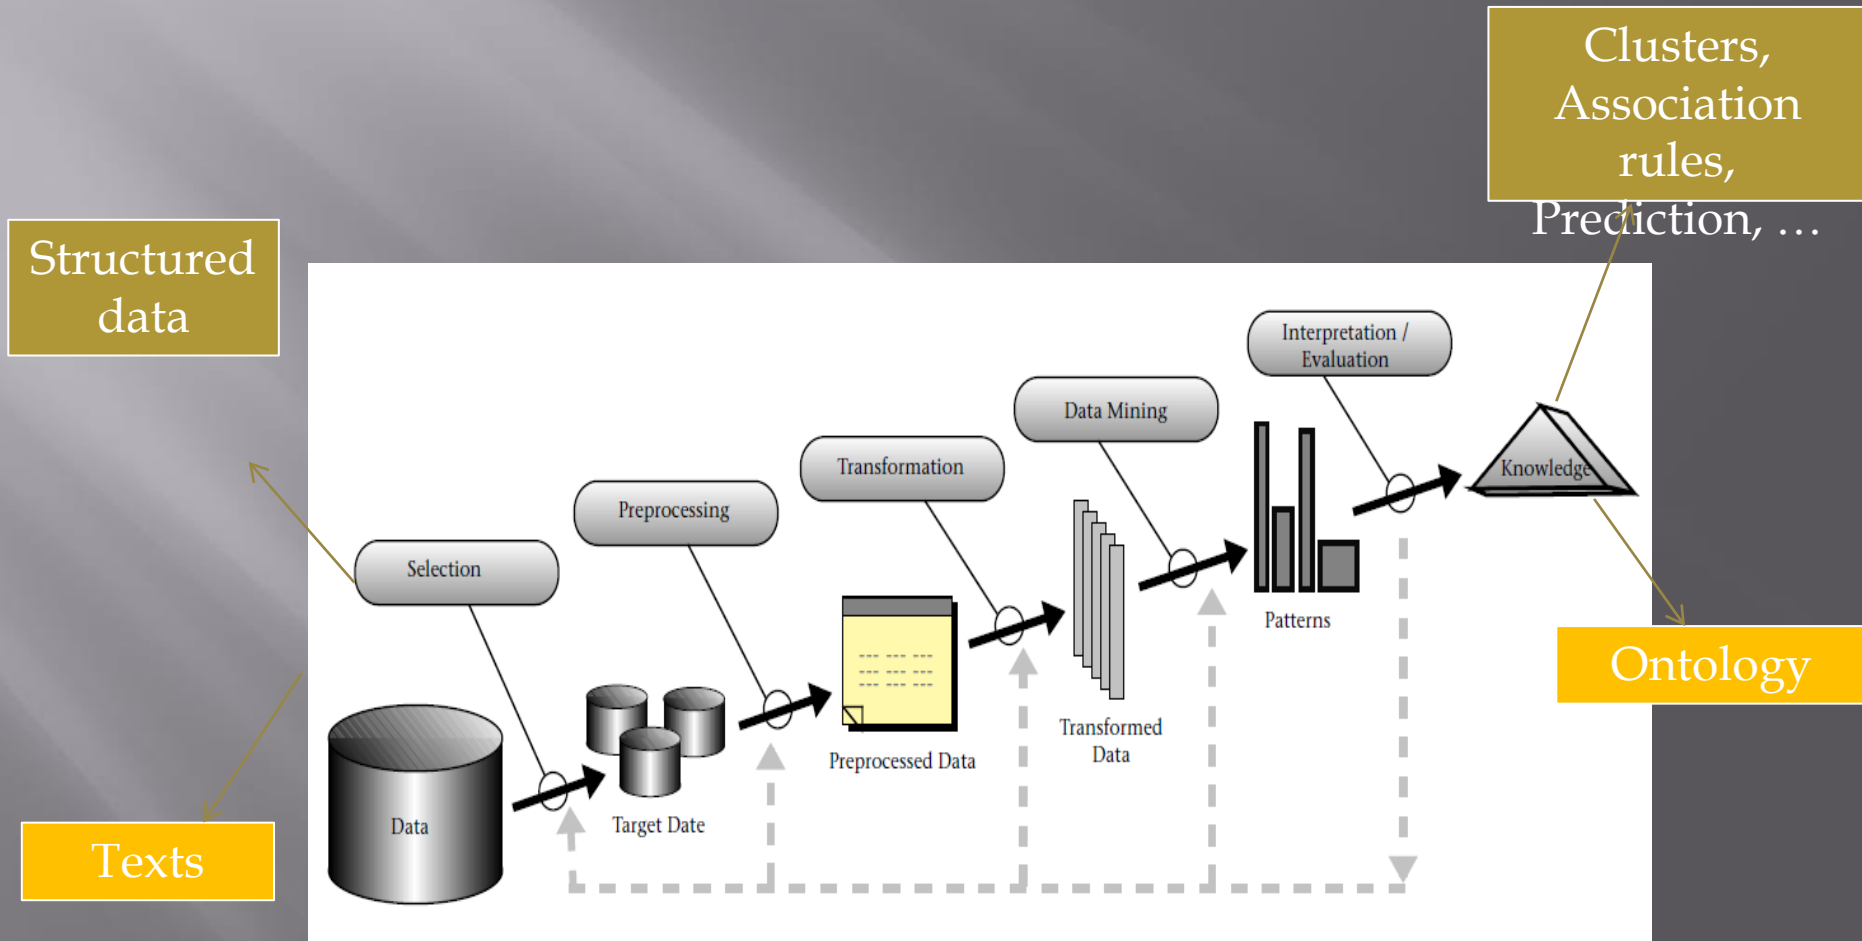 Clusters,
Association
rules,
Prediction, …
Structured
data
Interpretation /
Evaluation
Data Mining
Transformation
Knowledge
Preprocessing
Selection
Patterns
Ontology
Transformed
Data
Preprocessed Data
Target Date
Data
Texts
--- --- ---
--- --- ---
--- --- ---